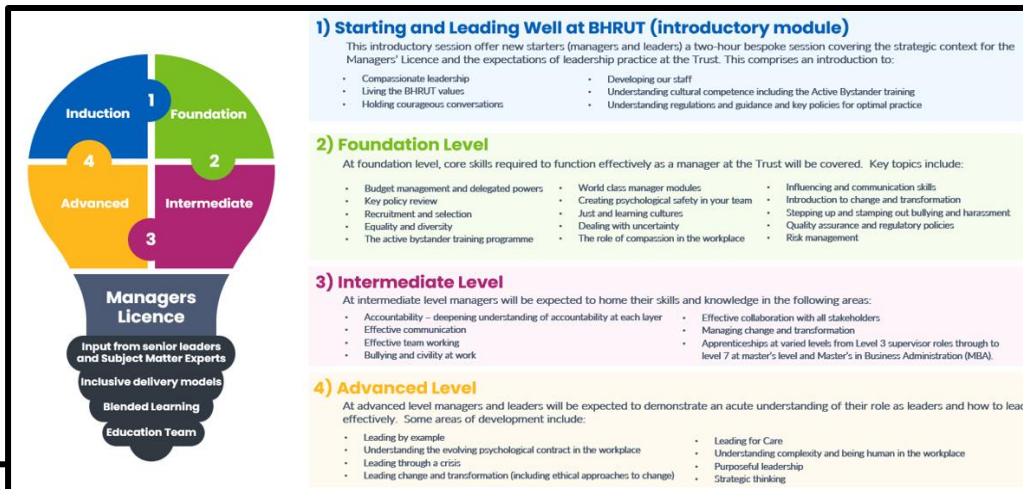 Induction
1
Foundation
4
2
Advanced
Intermediate
3
Managers
Licence
Input from senior leaders
and Subject Matter Experts
Inclusive delivery models
Blended Learning
Education Team
1) Starting and Leading Well at BHRUT (introductory module)
This introductory session offer new starters (managers and leaders) a two-hour bespoke session covering the strategic context for the
Managers' Licence and the expectations of leadership practice at the Trust. This comprises an introduction to:
• Compassionate leadership
• Living the BHRUT values
• Holding courageous conversations
• Developing our staff
• Understanding cultural competence including the Active Bystander training
• Understanding regulations and guidance and key policies for optimal practice
2) Foundation Level
At foundation level, core skills required to function effectively as a manager at the Trust will be covered. Key topics include:
• Budget management and delegated powers
• Key policy review
• Recruitment and selection
• Equality and diversity
• The active bystander training programme
• World class manager modules
• Creating psychological safety in your team
• Just and learning cultures
• Dealing with uncertainty
• The role of compassion in the workplace
• Influencing and communication skills
• Introduction to change and transformation
• Stepping up and stamping out bullying and harassment
• Quality assurance and regulatory policies
• Risk management
3) Intermediate Level
At intermediate level managers will be expected to home their skills and knowledge in the following areas:
• Accountability – deepening understanding of accountability at each layer
• Effective communication
• Effective team working
• Bullying and civility at work
• Effective collaboration with all stakeholders
• Managing change and transformation
• Apprenticeships at varied levels from Level 3 supervisor roles through to
level 7 at master's level and Master's in Business Administration (MBA).
4) Advanced Level
At advanced level managers and leaders will be expected to demonstrate an acute understanding of their role as leaders and how to lead
effectively. Some areas of development include:
• Leading by example
• Understanding the evolving psychological contract in the workplace
• Leading through a crisis
• Leading change and transformation (including ethical approaches to change)
• Leading for Care
• Understanding complexity and being human in the workplace
• Purposeful leadership
• Strategic thinking